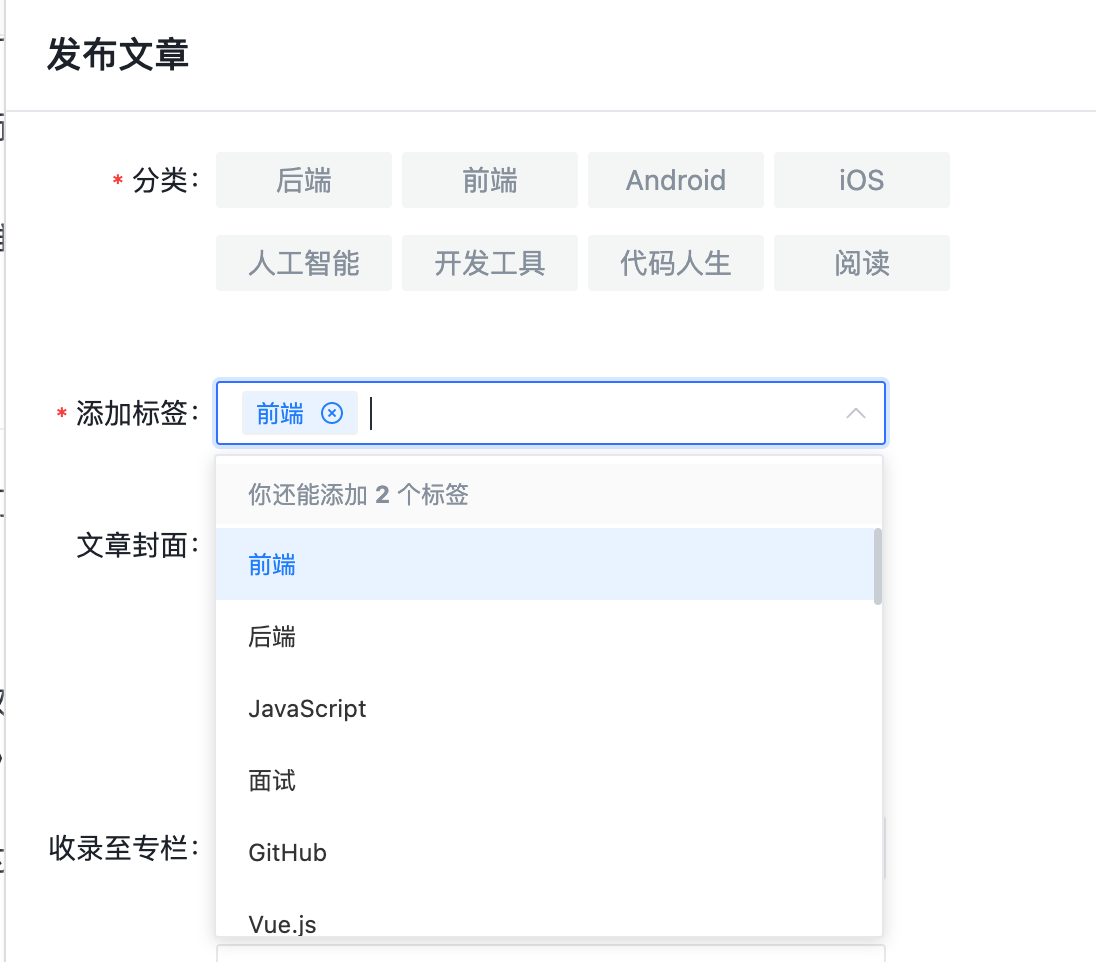 发布文章
* 分类：
后端 前端 Android iOS
人工智能 开发工具 代码人生 阅读
* 添加标签： 前端
你还能添加 2 个标签
文章封面：
前端
后端
JavaScript
面试
收录至专栏：
GitHub
Vue.js